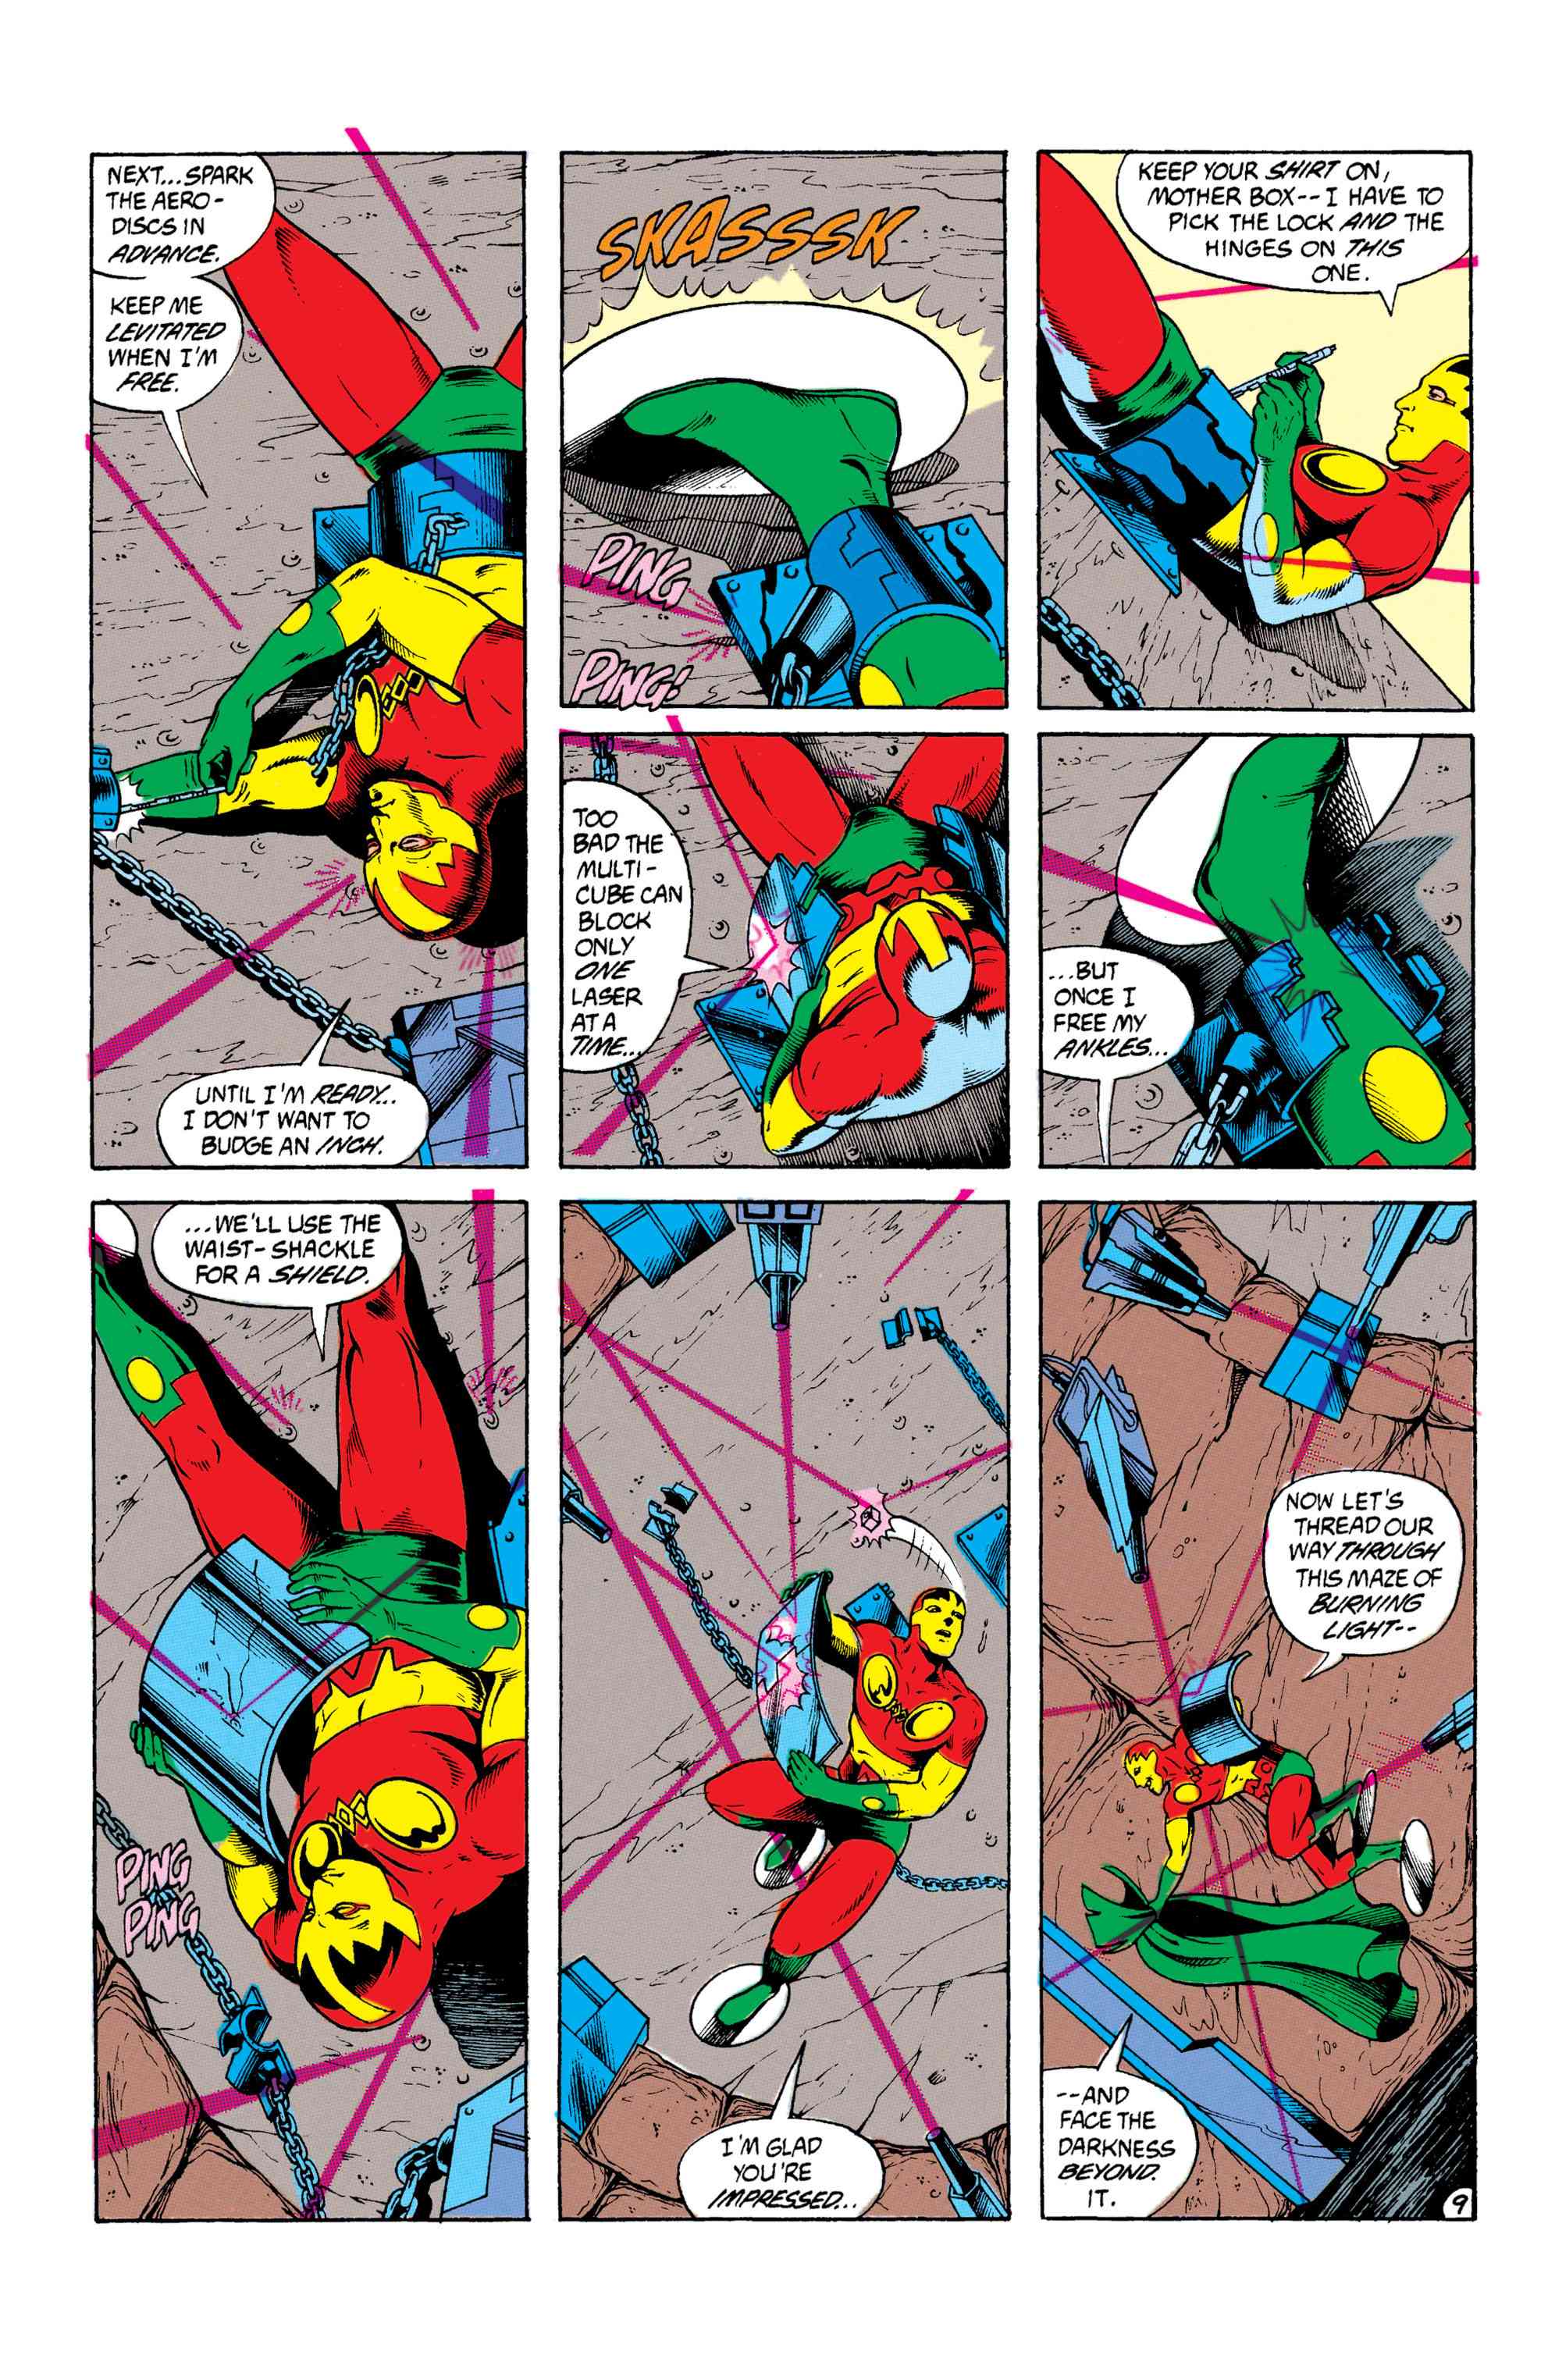 NEXT...SPARK
THE AERO-
DISCS IN
ADVANCE.
KEEP ME
LEVITATED
WHEN I'M
FREE.
UNTIL I'M READY...
I DON'T WANT TO
BUDGE AN INCH.
SKASSSSK
PING
PING!
KEEP YOUR SHIRT ON,
MOTHER BOX--I HAVE TO
PICK THE LOCK AND THE
HINGES ON THIS
ONE.
TOO
BAD THE
MULTI-
CUBE CAN
BLOCK
ONLY
ONE
LASER
AT A
TIME...
...BUT
ONCE I
FREE MY
ANKLES...
...WE'LL USE THE
WAIST-SHACKLE
FOR A SHIELD.
PING
PING
I'M GLAD
YOU'RE
IMPRESSED...
NOW LET'S
THREAD OUR
WAY THROUGH
THIS MAZE OF
BURNING
LIGHT--
--AND
FACE THE
DARKNESS
BEYOND.
IT.
9